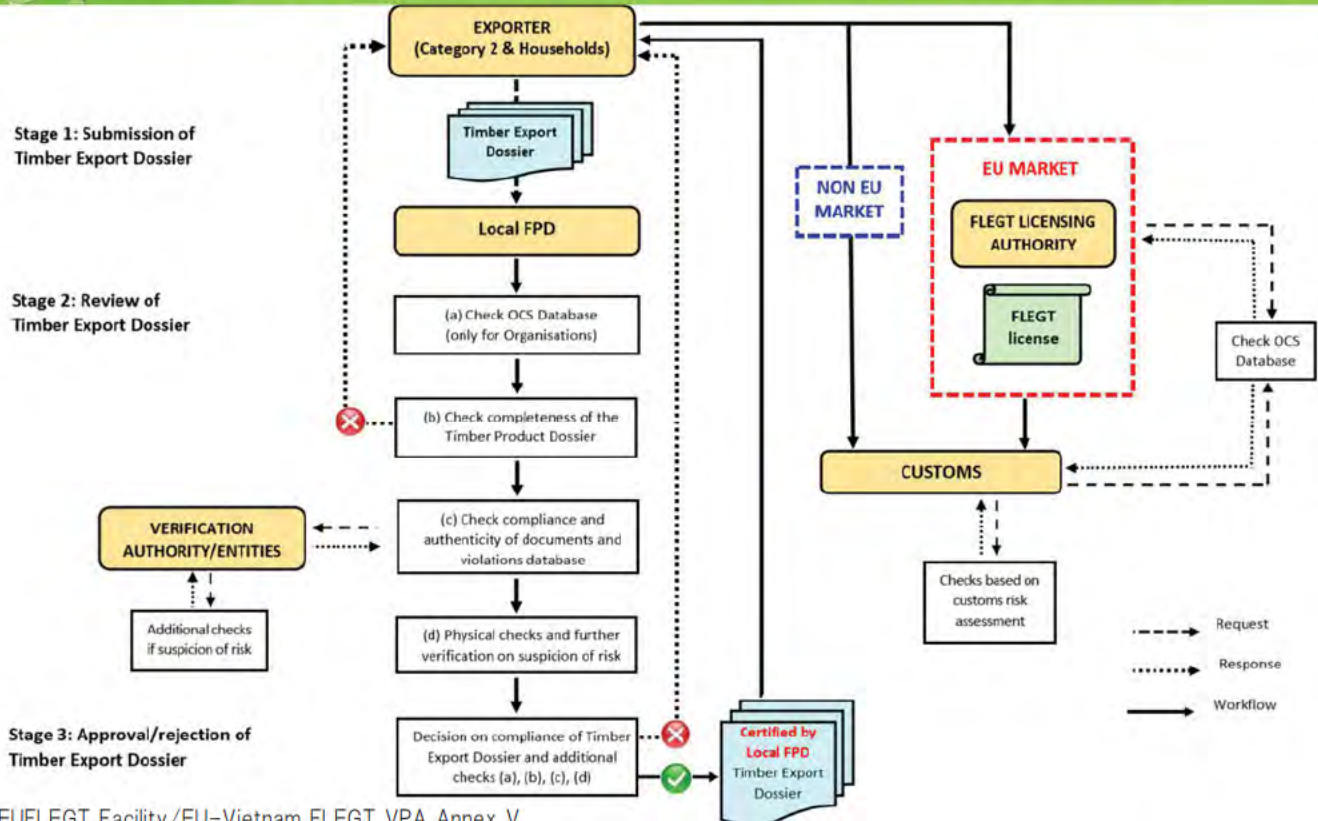 EXPORTER
(Category 2 & Households)
Stage 1: Submission of
Timber Export Dossier
Timber Export
Dossier
Local FPD
Stage 2: Review of
Timber Export Dossier
(a) Check OCS Database
(only for Organisations)
(b) Check completeness of the
Timber Product Dossier
(c) Check compliance and
authenticity of documents and
violations database
VERIFICATION
AUTHORITY/ENTITIES
Additional checks
if suspicion of risk
(d) Physical checks and further
verification on suspicion of risk
Stage 3: Approval/rejection of
Timber Export Dossier
Decision on compliance of Timber
Export Dossier and additional
checks (a), (b), (c), (d)
Certified by
Local FPD
Timber Export
Dossier
NON EU
MARKET
EU MARKET
FLEGT LICENSING
AUTHORITY
FLEGT
license
Check OCS
Database
CUSTOMS
Checks based on
customs risk
assessment
Request
Response
Workflow
EUFLEGT Facility/EU-Vietnam FLEGT VPA Annex V